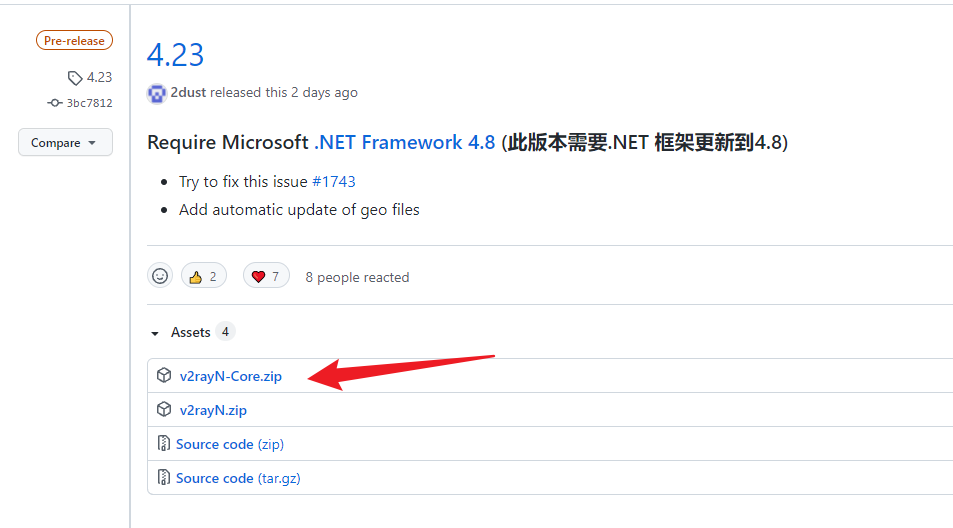 Pre-release
4.23
3bc7812
Compare
4.23
2dust released this 2 days ago
Require Microsoft .NET Framework 4.8 (此版本需要.NET 框架更新到4.8)
Try to fix this issue #1743
Add automatic update of geo files
2 7 8 people reacted
Assets 4
v2rayN-Core.zip
v2rayN.zip
Source code (zip)
Source code (tar.gz)